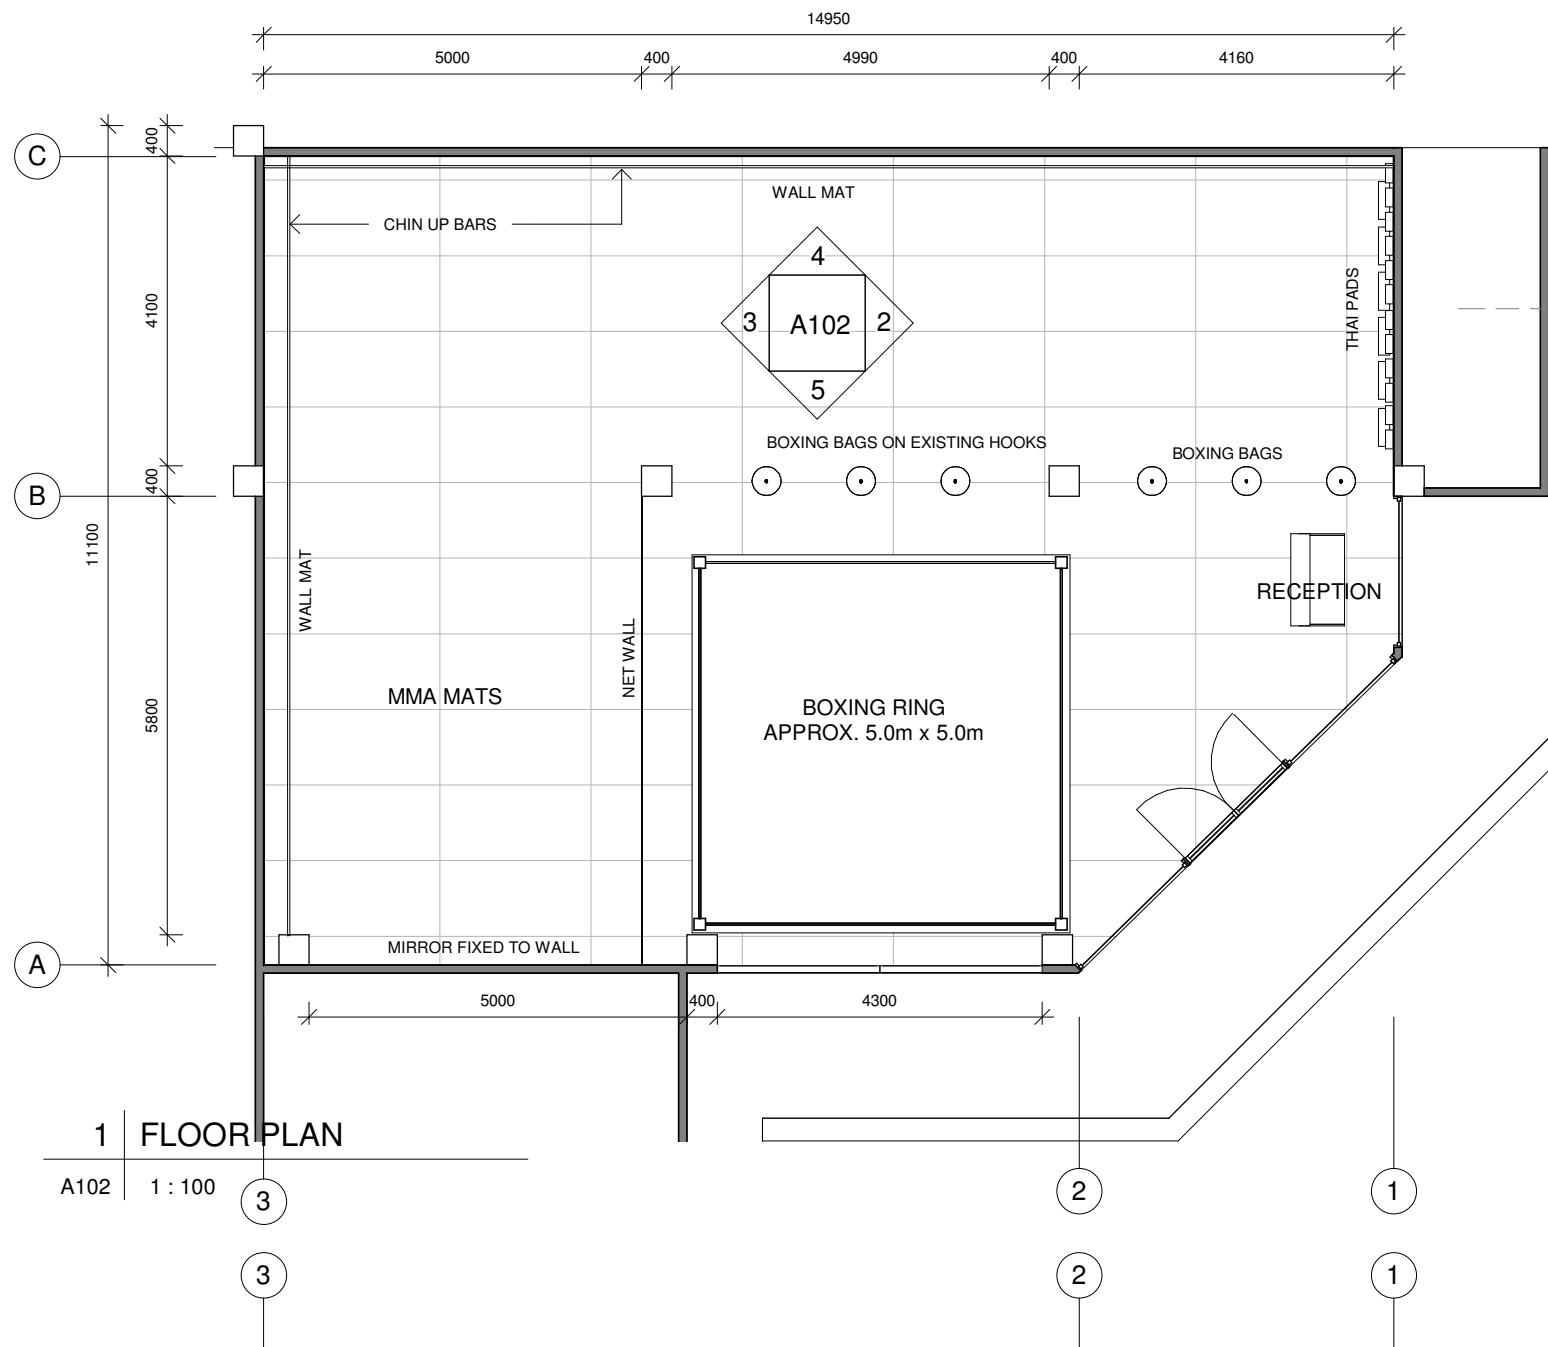 14950
5000
400
4990
400
4160
C
400
WALL MAT
CHIN UP BARS
4
3
A102
2
5
4100
THAI PADS
BOXING BAGS ON EXISTING HOOKS
BOXING BAGS
B
400
11100
WALL MAT
RECEPTION
NET WALL
MMA MATS
BOXING RING
APPROX. 5.0m x 5.0m
5800
MIRROR FIXED TO WALL
A
5000
400
4300
1
FLOOR PLAN
A102
1 : 100
3
2
1
3
2
1